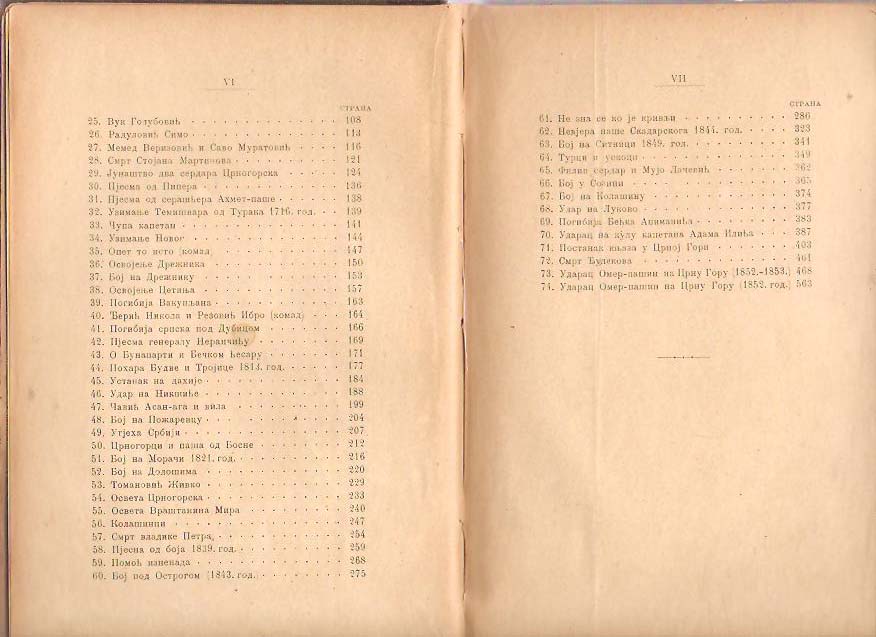 VI
СТРАНА
25. Вук Голубовић 108
26. Радуловић Симо 113
27. Мемед Веризовић и Саво Муратовић 116
28. Смрт Стојана Мартинова 121
29. Јунаштво два сердара Црногорска 124
30. Пјесма од Пипера 136
31. Пјесма од серашћера Ахмет-паше 138
32. Узимање Темишвара од Турака 1716. год. 139
33. Чупа капетан 141
34. Узимање Новог 144
35. Опет то исто (комад) 147
36. Освојење Дрежника 150
37. Бој на Дрежнику 153
38. Освојење Цетиња 157
39. Погибија Вакупљана 163
40. Ђерић Никола и Резовић Ибро (комад) 164
41. Погибија српска под Дубицом 166
42. Пјесма генералу Неранчићу 169
43. О Бунапарти и Бечком ћесару 171
44. Похара Будве и Тројице 1813. год. 177
45. Устанак на дахије 184
46. Удар на Никшиће 188
47. Чавић Асан-ага и вила 199
48. Бој на Пожаревцу 204
49. Утјеха Србији 207
50. Црногорци и паша од Босне 212
51. Бој на Морачи 1821. год. 216
52. Бој на Долошима 220
53. Томановић Живко 229
54. Освета Црногорска 233
55. Освета Враштанина Мира 240
56. Колашинци 247
57. Смрт владике Петра, 254
58. Пјесна од боја 1839. год. 259
59. Помоћ изненада 268
60. Бој под Острогом (1843. год. 275
VII
СТРАНА
61. Не зна се ко је кривљи 286
62. Невјера паше Скадарскога 1844. год. 323
63. Бој на Ситници 1849. год. 341
64. Турци и ускоци 349
65. Филип сердар и Мујо Лачевић 362
66. Бој у Созини 365
67. Бој на Колашину 374
68. Удар на Луково 377
69. Погибија Бећка Ациманића 383
70. Ударац на кулу капетана Адама Илића 387
71. Постанак књаза у Црној Гори 403
72. Смрт Ђулекова 461
73. Ударац Омер-пашин на Црну Гору (1852.-1853.) 468
74. Ударац Омер-пашин на Црну Гору (1852. год.) 563